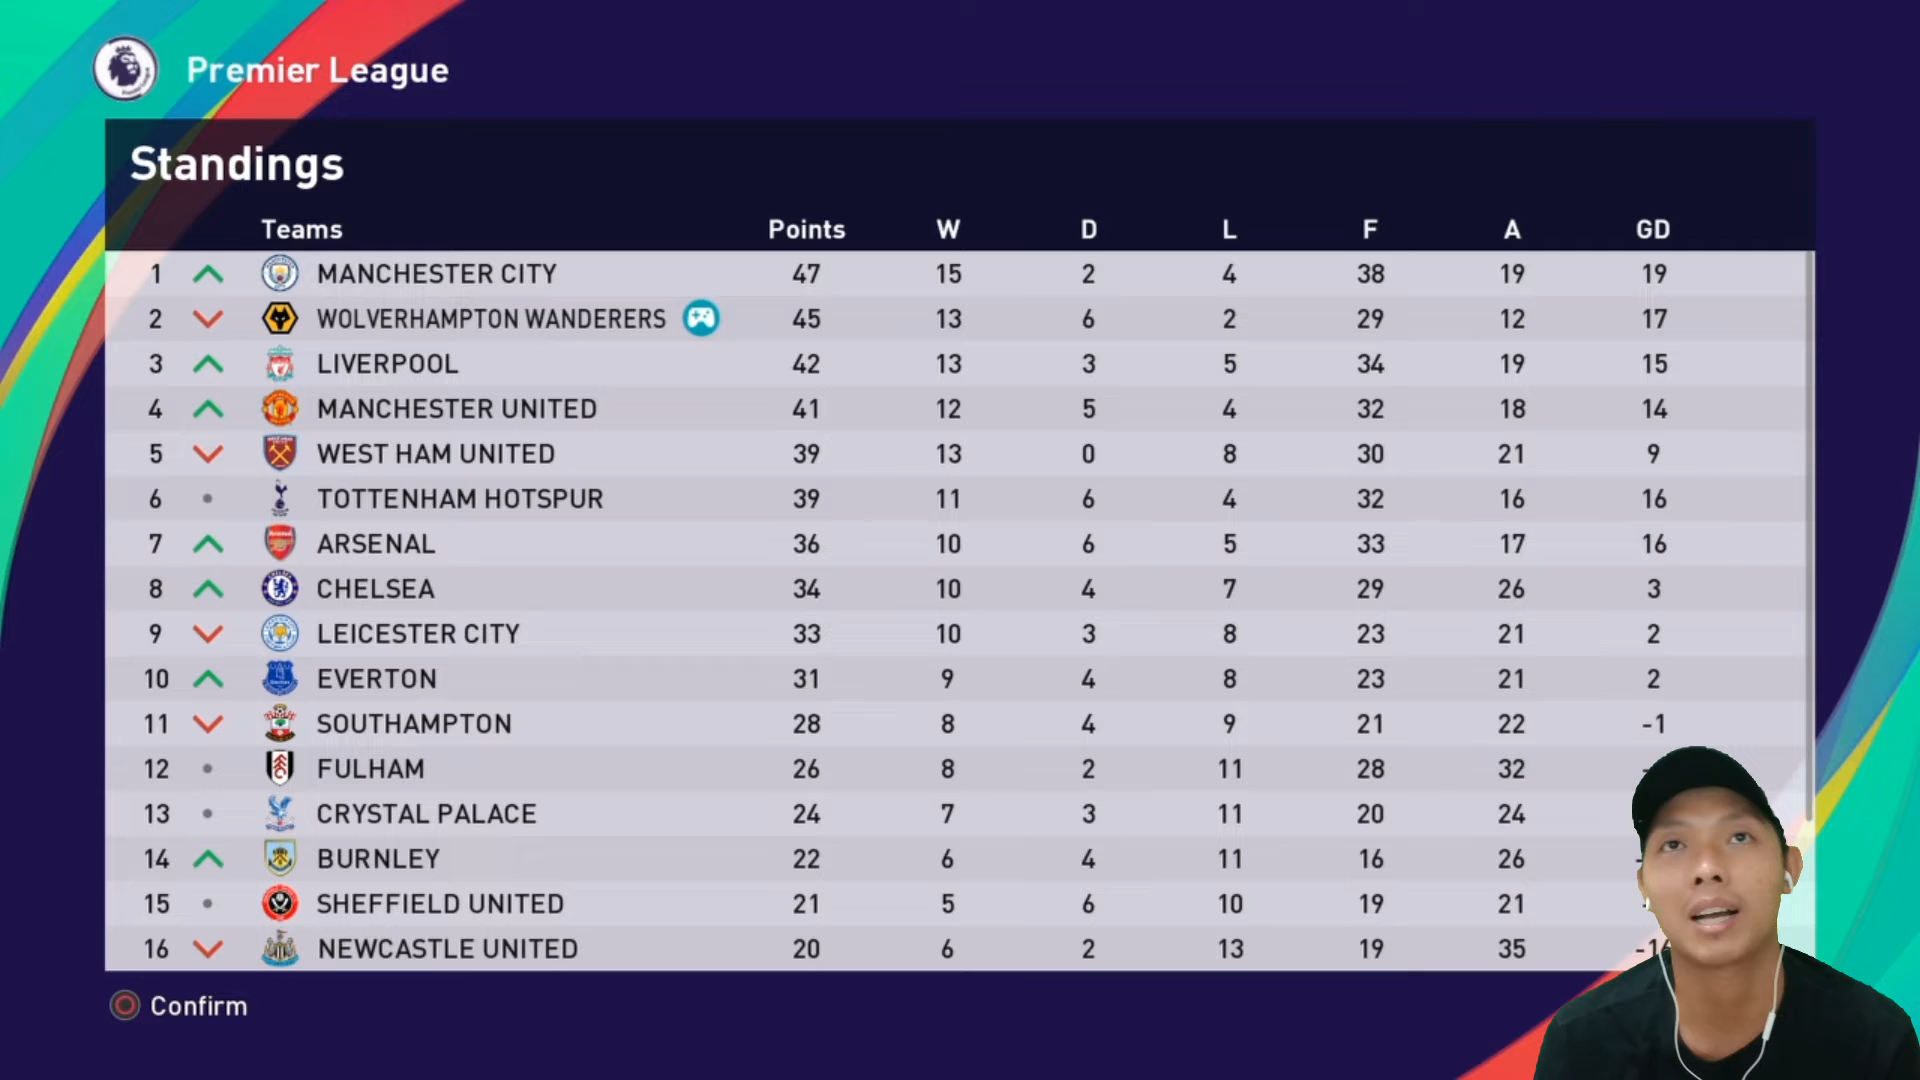 Premier League
Standings
Teams Points W D L F A GD
1 MANCHESTER CITY 47 15 2 4 38 19 19
2 WOLVERHAMPTON WANDERERS 45 13 6 2 29 12 17
3 LIVERPOOL 42 13 3 5 34 19 15
4 MANCHESTER UNITED 41 12 5 4 32 18 14
5 WEST HAM UNITED 39 13 0 8 30 21 9
6 TOTTENHAM HOTSPUR 39 11 6 4 32 16 16
7 ARSENAL 36 10 6 5 33 17 16
8 CHELSEA 34 10 4 7 29 26 3
9 LEICESTER CITY 33 10 3 8 23 21 2
10 EVERTON 31 9 4 8 23 21 2
11 SOUTHAMPTON 28 8 4 9 21 22 -1
12 FULHAM 26 8 2 11 28 32
13 CRYSTAL PALACE 24 7 3 11 20 24
14 BURNLEY 22 6 4 11 16 26
15 SHEFFIELD UNITED 21 5 6 10 19 21
16 NEWCASTLE UNITED 20 6 2 13 19 35 -16
Confirm